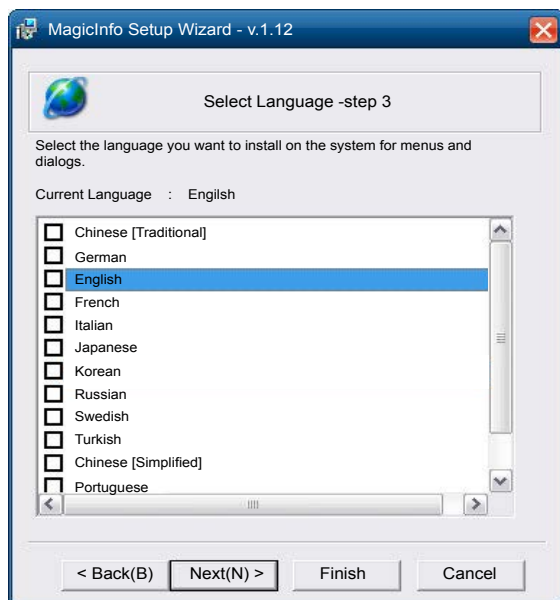 MagicInfo Setup Wizard - v.1.12
Select Language -step 3
Select the language you want to install on the system for menus and
dialogs.
Current Language : Engilsh
Chinese [Traditional]
German
English
French
Italian
Japanese
Korean
Russian
Swedish
Turkish
Chinese [Simplified]
Portuguese
< Back(B) Next(N) > Finish Cancel